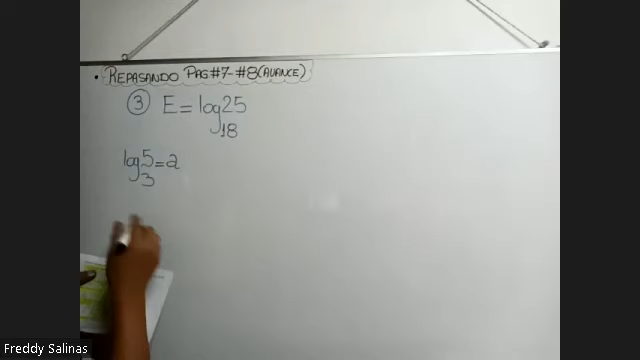 • REPASANDO PAG#7-#8(AVANCE)
③ E = log₁₈25
log₃5 = a
Freddy Salinas